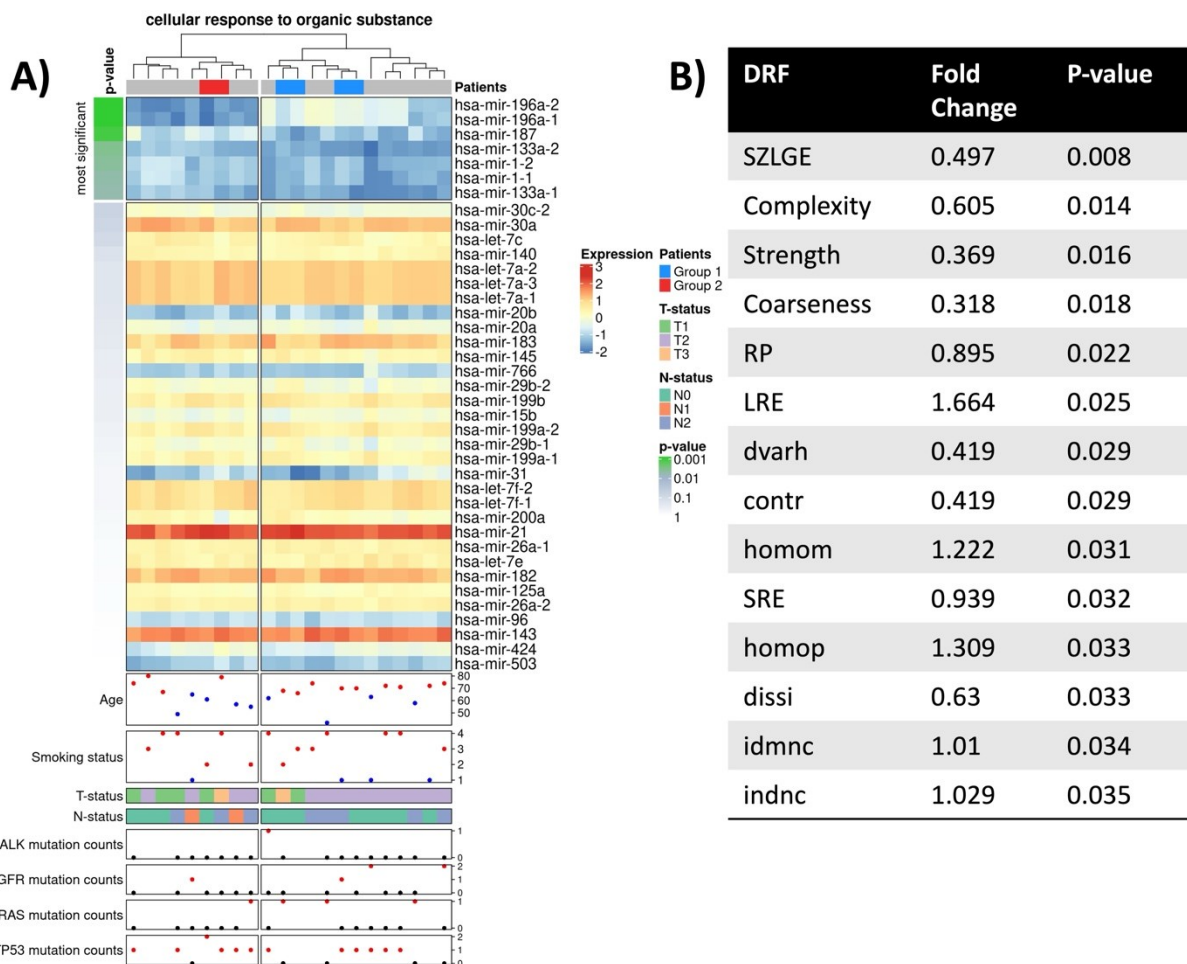 cellular response to organic substance
A)
p-value
Patients
most significant
hsa-mir-196a-2
hsa-mir-196a-1
hsa-mir-187
hsa-mir-133a-2
hsa-mir-1-2
hsa-mir-1-1
hsa-mir-133a-1
hsa-mir-30c-2
hsa-mir-30a
hsa-let-7c
hsa-mir-140
hsa-let-7a-2
hsa-let-7a-3
hsa-let-7a-1
hsa-mir-20b
hsa-mir-20a
hsa-mir-183
hsa-mir-145
hsa-mir-766
hsa-mir-29b-2
hsa-mir-199b
hsa-mir-15b
hsa-mir-199a-2
hsa-mir-29b-1
hsa-mir-199a-1
hsa-mir-31
hsa-let-7f-2
hsa-let-7f-1
hsa-mir-200a
hsa-mir-21
hsa-mir-26a-1
hsa-let-7e
hsa-mir-182
hsa-mir-125a
hsa-mir-26a-2
hsa-mir-96
hsa-mir-143
hsa-mir-424
hsa-mir-503
Age
80
70
60
50
Smoking status
4
3
2
1
T-status
N-status
ALK mutation counts
1
0
GFR mutation counts
2
1
0
RAS mutation counts
1
0
TP53 mutation counts
2
1
0
Expression
3
2
1
0
-1
-2
Patients
Group 1
Group 2
T-status
T1
T2
T3
N-status
N0
N1
N2
p-value
0.001
0.01
0.1
1
B)
DRF Fold Change P-value
SZLGE 0.497 0.008
Complexity 0.605 0.014
Strength 0.369 0.016
Coarseness 0.318 0.018
RP 0.895 0.022
LRE 1.664 0.025
dvarh 0.419 0.029
contr 0.419 0.029
homom 1.222 0.031
SRE 0.939 0.032
homop 1.309 0.033
dissi 0.63 0.033
idmnc 1.01 0.034
indnc 1.029 0.035